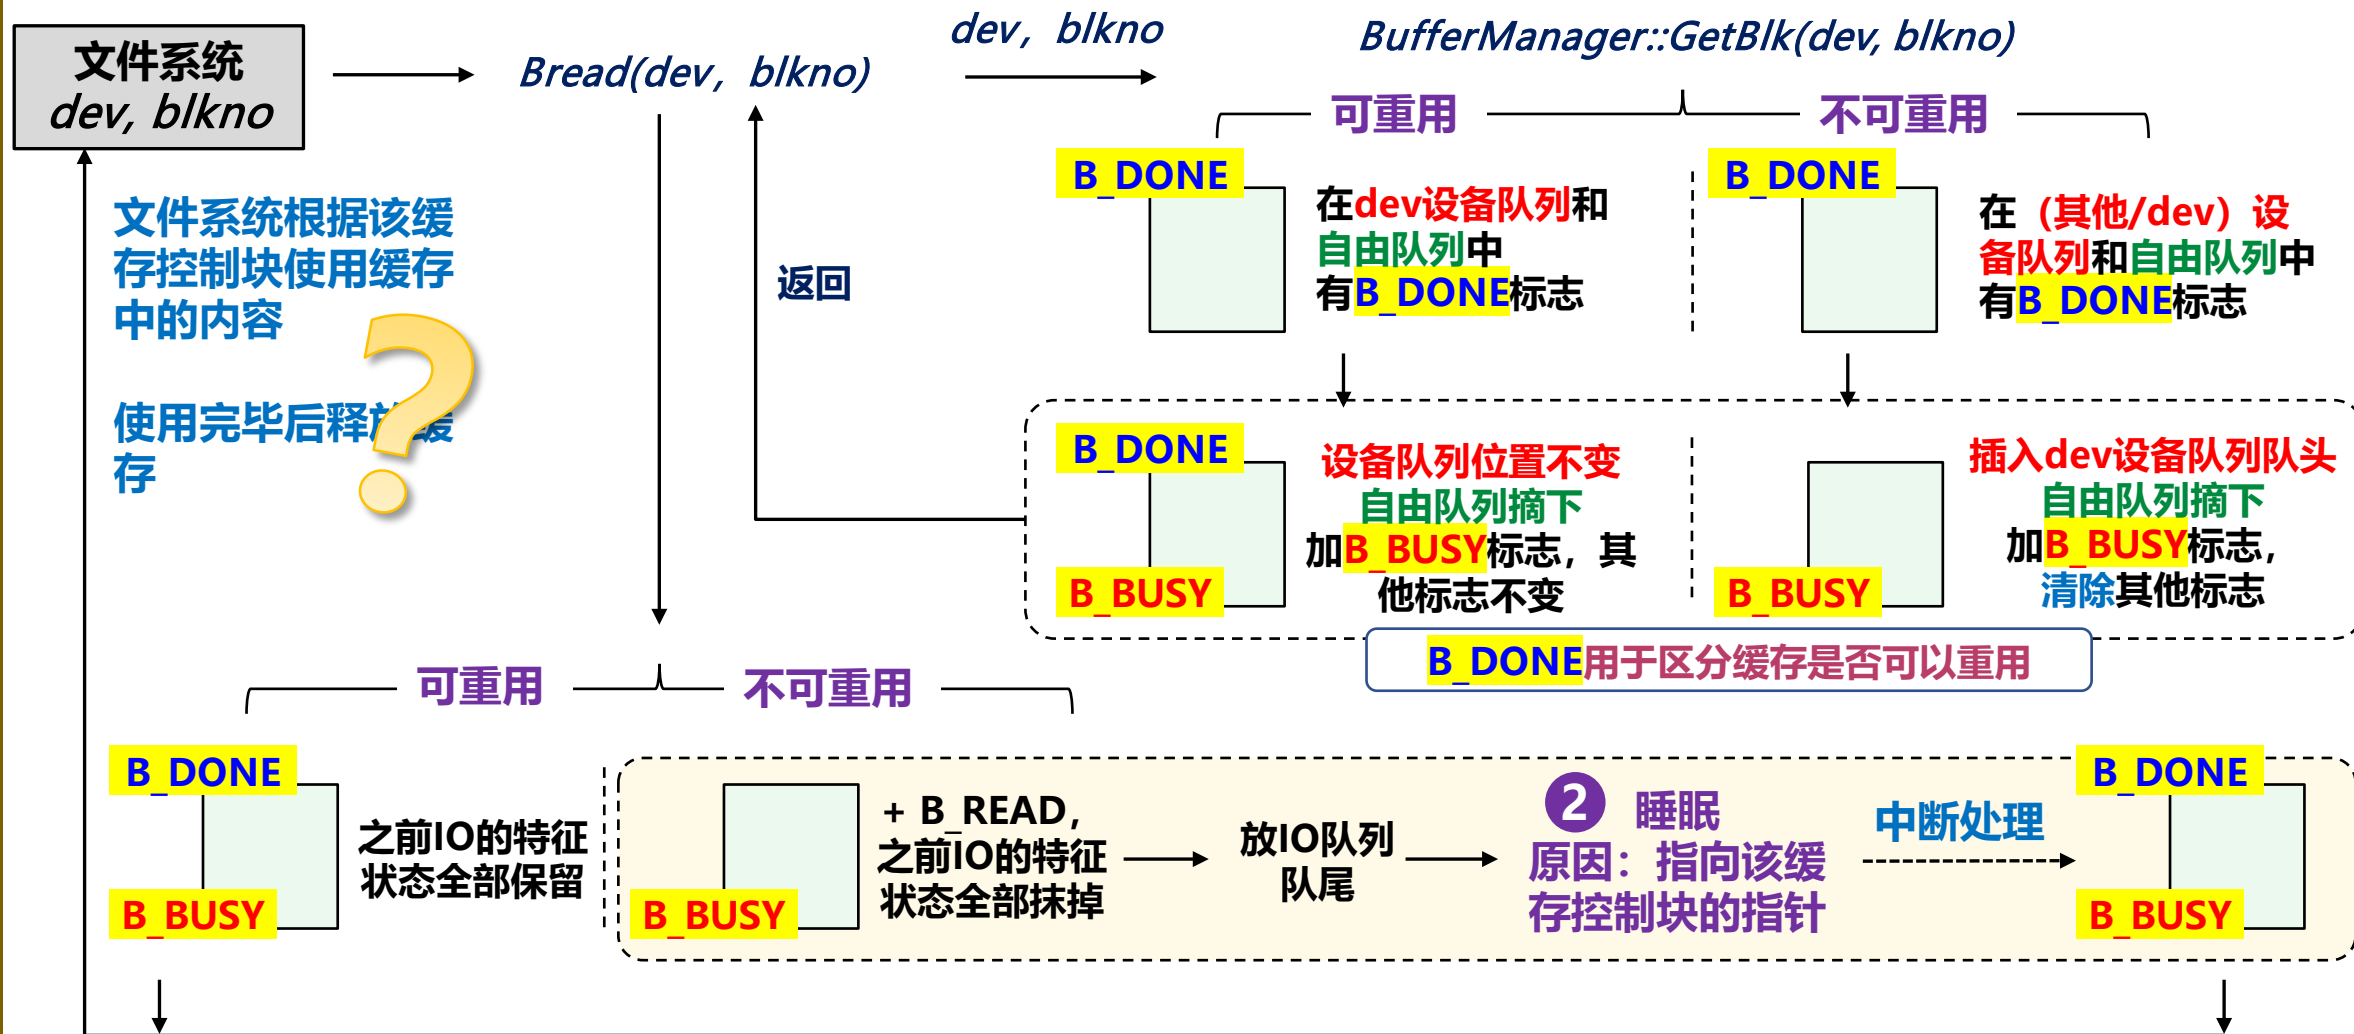 文件系统
dev, blkno
Bread(dev, blkno)
dev, blkno
BufferManager::GetBlk(dev, blkno)
可重用
不可重用
B_DONE
在dev设备队列和
自由队列中
有B_DONE标志
B_DONE
在（其他/dev）设
备队列和自由队列中
有B_DONE标志
文件系统根据该缓
存控制块使用缓存
中的内容
使用完毕后释放缓
存
?
返回
B_DONE
B_BUSY
设备队列位置不变
自由队列摘下
加B_BUSY标志，其
他标志不变
B_BUSY
插入dev设备队列队头
自由队列摘下
加B_BUSY标志，
清除其他标志
B_DONE用于区分缓存是否可以重用
可重用
不可重用
B_DONE
B_BUSY
之前IO的特征
状态全部保留
B_BUSY
+ B_READ，
之前IO的特征
状态全部抹掉
放IO队列
队尾
2 睡眠
原因：指向该缓
存控制块的指针
中断处理
B_DONE
B_BUSY